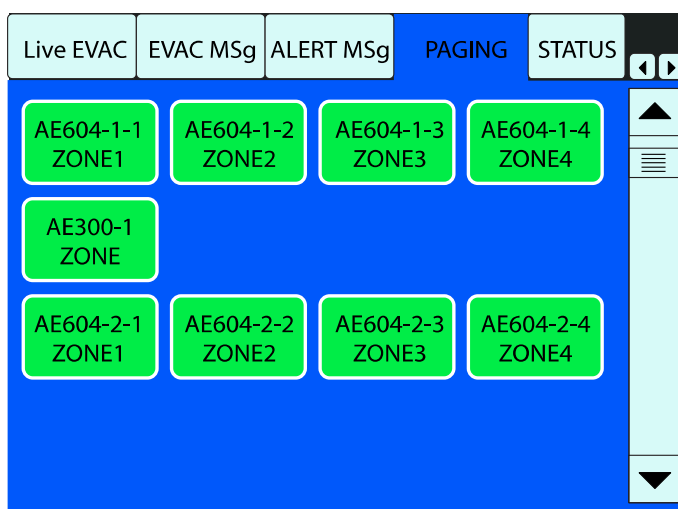 Live EVAC EVAC MSg ALERT MSg PAGING STATUS
AE604-1-1 AE604-1-2 AE604-1-3 AE604-1-4
ZONE1 ZONE2 ZONE3 ZONE4
AE300-1
ZONE
AE604-2-1 AE604-2-2 AE604-2-3 AE604-2-4
ZONE1 ZONE2 ZONE3 ZONE4